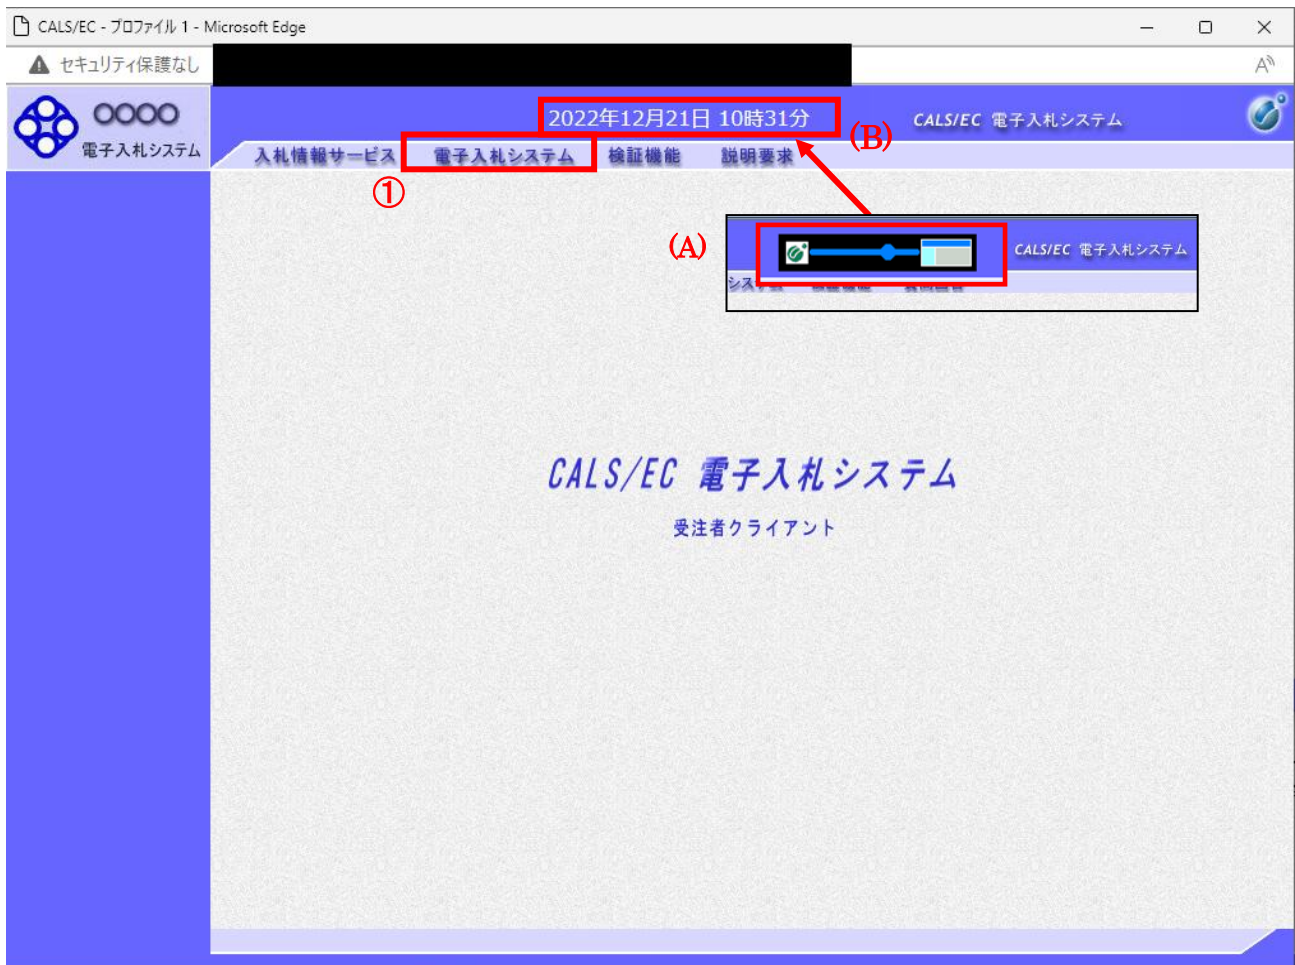 CALS/EC - プロファイル 1 - Microsoft Edge
セキュリティ保護なし
○○○○
電子入札システム
2022年12月21日 10時31分
(B)
CALS/EC 電子入札システム
入札情報サービス 電子入札システム 検証機能 説明要求
①
(A)
CALS/EC 電子入札システム
CALS/EC 電子入札システム
受注者クライアント